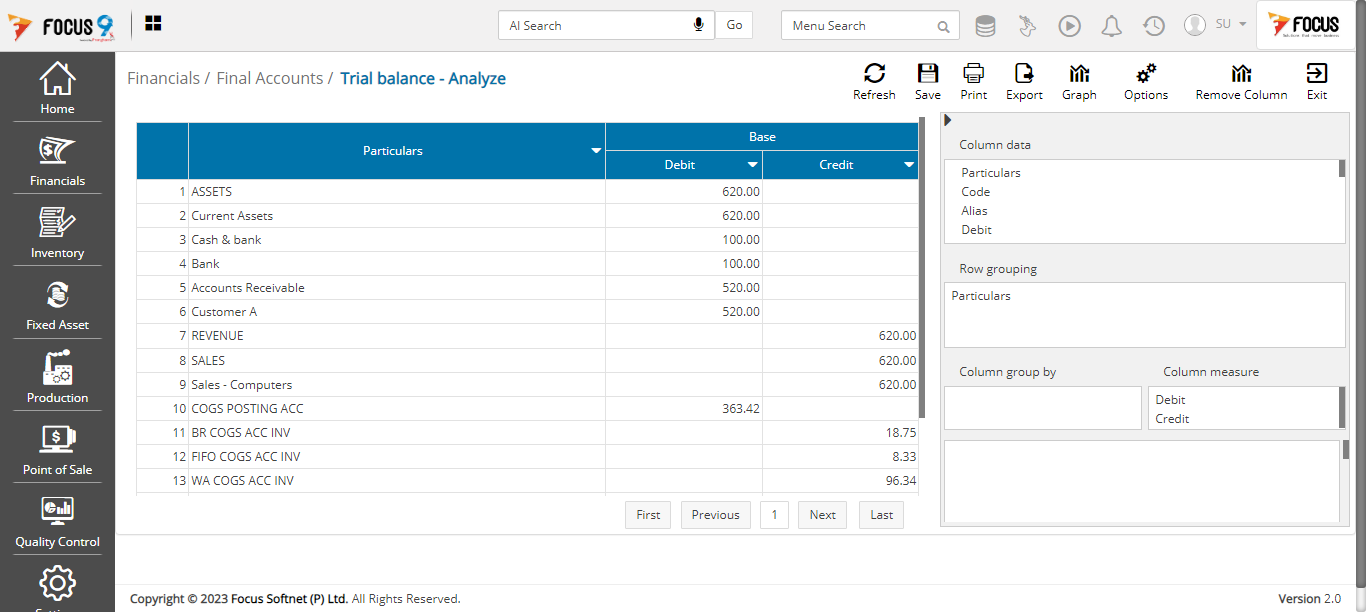 FOCUS 9
AI Search
Go
Menu Search
SU
FOCUS
Financials / Final Accounts / Trial balance - Analyze
Refresh
Save
Print
Export
Graph
Options
Remove Column
Exit
Home
Financials
Inventory
Fixed Asset
Production
Point of Sale
Quality Control
Particulars
Base
Debit
Credit
1 ASSETS 620.00
2 Current Assets 620.00
3 Cash & bank 100.00
4 Bank 100.00
5 Accounts Receivable 520.00
6 Customer A 520.00
7 REVENUE 620.00
8 SALES 620.00
9 Sales - Computers 620.00
10 COGS POSTING ACC 363.42
11 BR COGS ACC INV 18.75
12 FIFO COGS ACC INV 8.33
13 WA COGS ACC INV 96.34
First
Previous
1
Next
Last
Column data
Particulars
Code
Alias
Debit
Row grouping
Particulars
Column group by
Column measure
Debit
Credit
Copyright © 2023 Focus Softnet (P) Ltd. All Rights Reserved.
Version 2.0